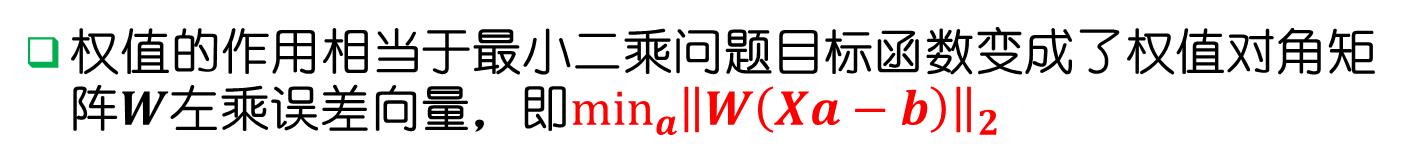 权值的作用相当于最小二乘问题目标函数变成了权值对角矩
阵W左乘误差向量，即minₐ‖W(Xa − b)‖₂